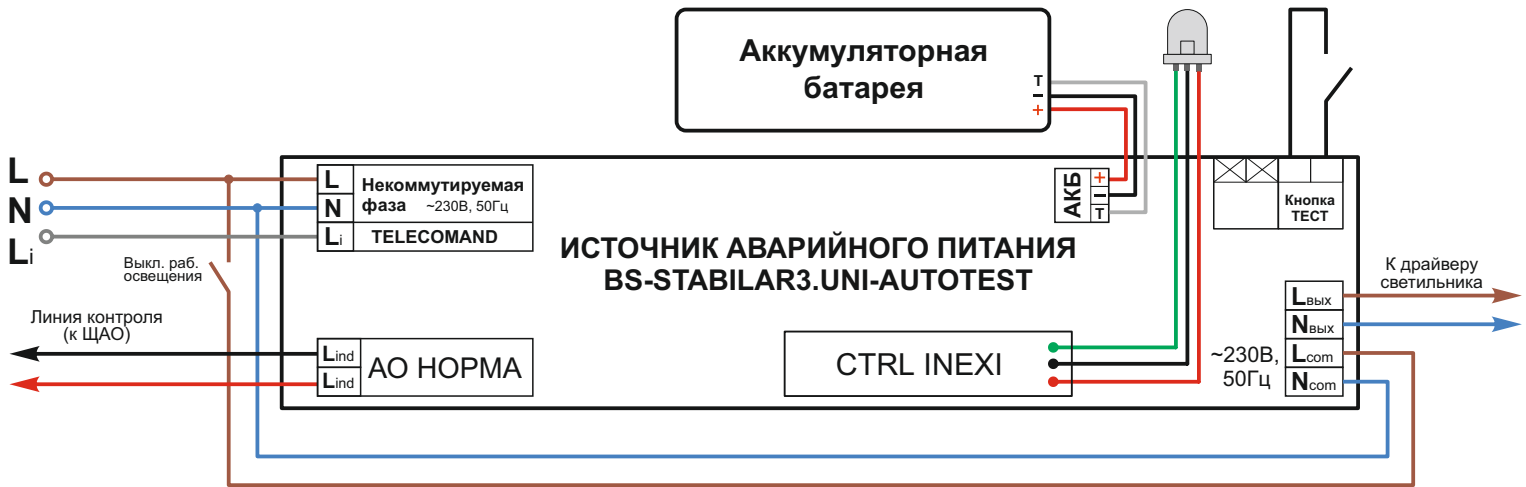 Аккумуляторная
батарея
T
–
+
L
N
Li
L
N
Li
Некоммутируемая
фаза ~230В, 50Гц
TELECOMAND
АКБ
+
–
T
Кнопка
ТЕСТ
ИСТОЧНИК АВАРИЙНОГО ПИТАНИЯ
BS-STABILAR3.UNI-AUTOTEST
Выкл. раб.
освещения
Линия контроля
(к ЩАО)
Lind
Lind
АО НОРМА
CTRL INEXI
~230В,
50Гц
Lвых
Nвых
Lcom
Ncom
К драйверу
светильника